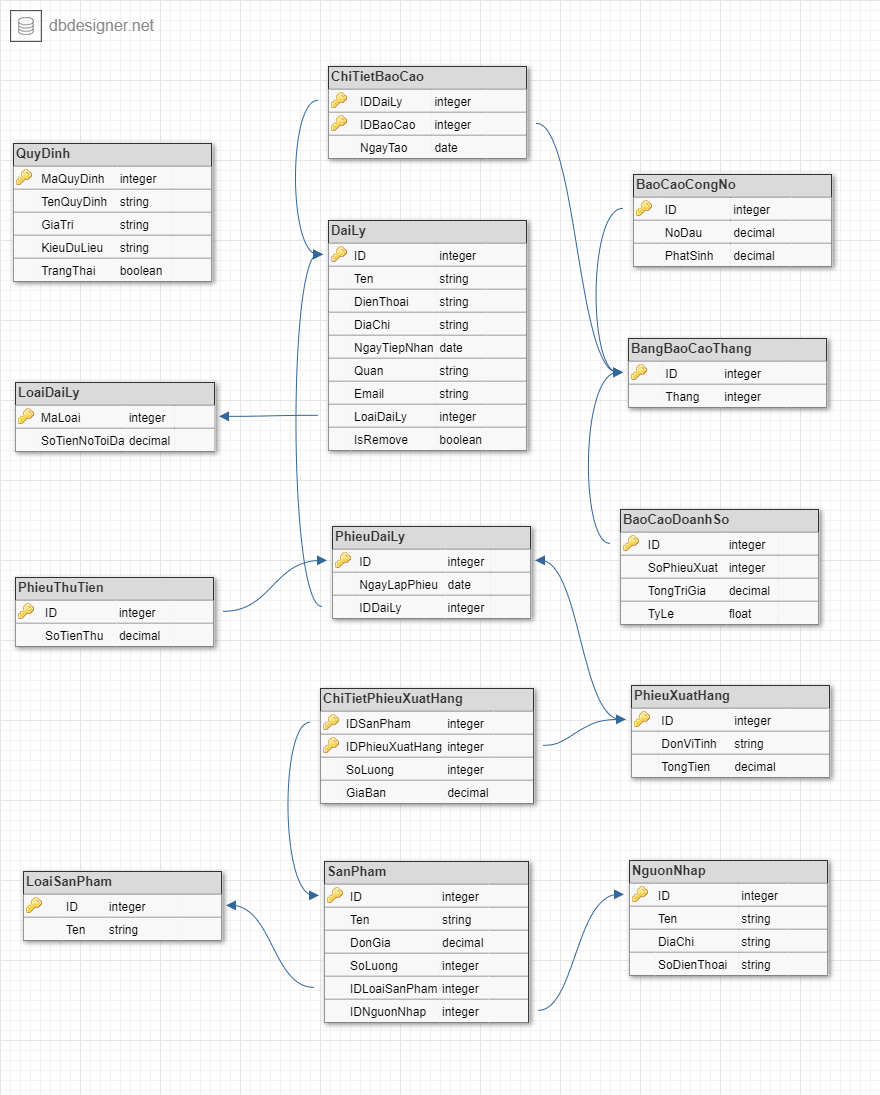 dbdesigner.net
ChiTietBaoCao
IDDaiLy integer
IDBaoCao integer
NgayTao date
QuyDinh
MaQuyDinh integer
TenQuyDinh string
GiaTri string
KieuDuLieu string
TrangThai boolean
BaoCaoCongNo
ID integer
NoDau decimal
PhatSinh decimal
DaiLy
ID integer
Ten string
DienThoai string
DiaChi string
NgayTiepNhan date
Quan string
Email string
LoaiDaiLy integer
IsRemove boolean
BangBaoCaoThang
ID integer
Thang integer
LoaiDaiLy
MaLoai integer
SoTienNoToiDa decimal
BaoCaoDoanhSo
ID integer
SoPhieuXuat integer
TongTriGia decimal
TyLe float
PhieuDaiLy
ID integer
NgayLapPhieu date
IDDaiLy integer
PhieuThuTien
ID integer
SoTienThu decimal
ChiTietPhieuXuatHang
IDSanPham integer
IDPhieuXuatHang integer
SoLuong integer
GiaBan decimal
PhieuXuatHang
ID integer
DonViTinh string
TongTien decimal
LoaiSanPham
ID integer
Ten string
SanPham
ID integer
Ten string
DonGia decimal
SoLuong integer
IDLoaiSanPham integer
IDNguonNhap integer
NguonNhap
ID integer
Ten string
DiaChi string
SoDienThoai string